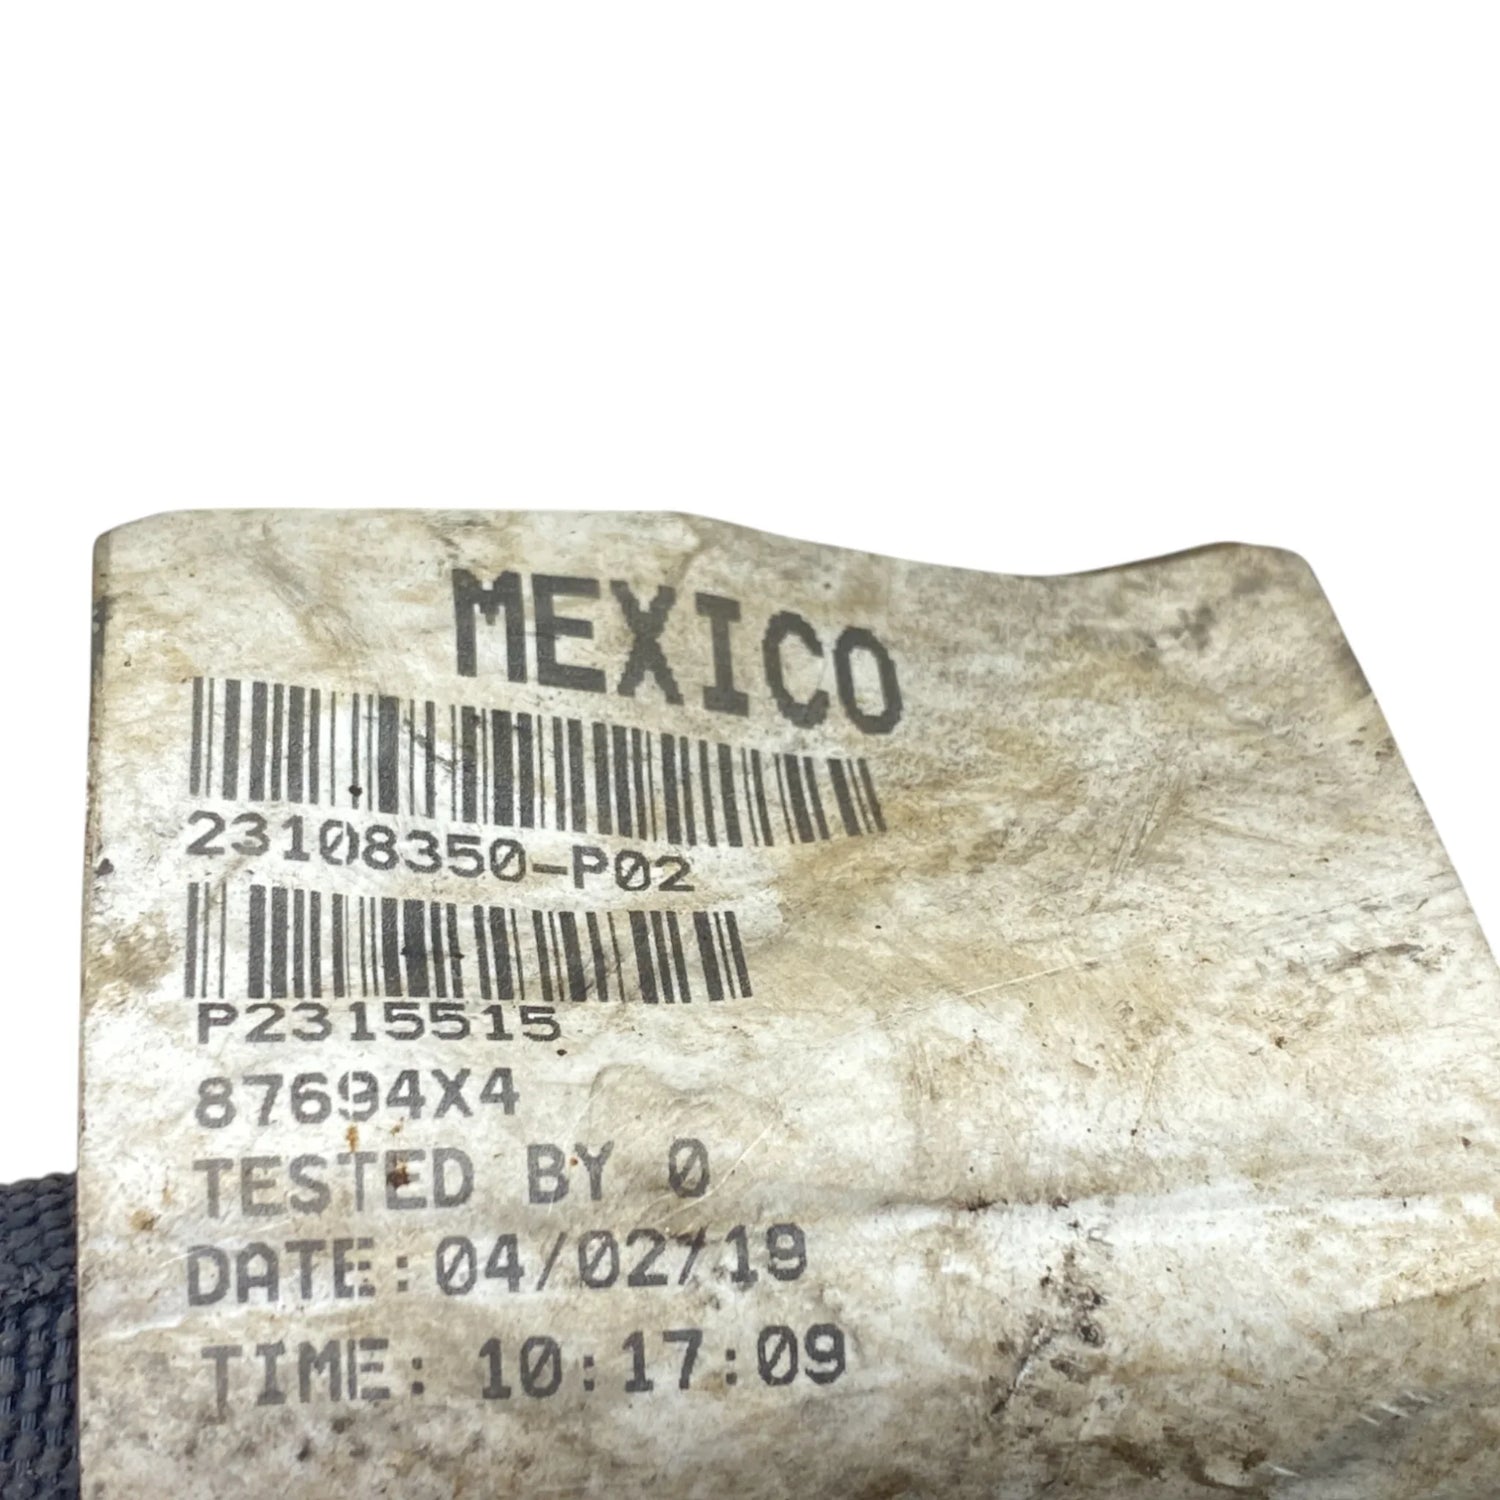 MEXICO
23108350-P02
P2315515
87694X4
TESTED BY 0
DATE:04/02/19
TIME: 10:17:09